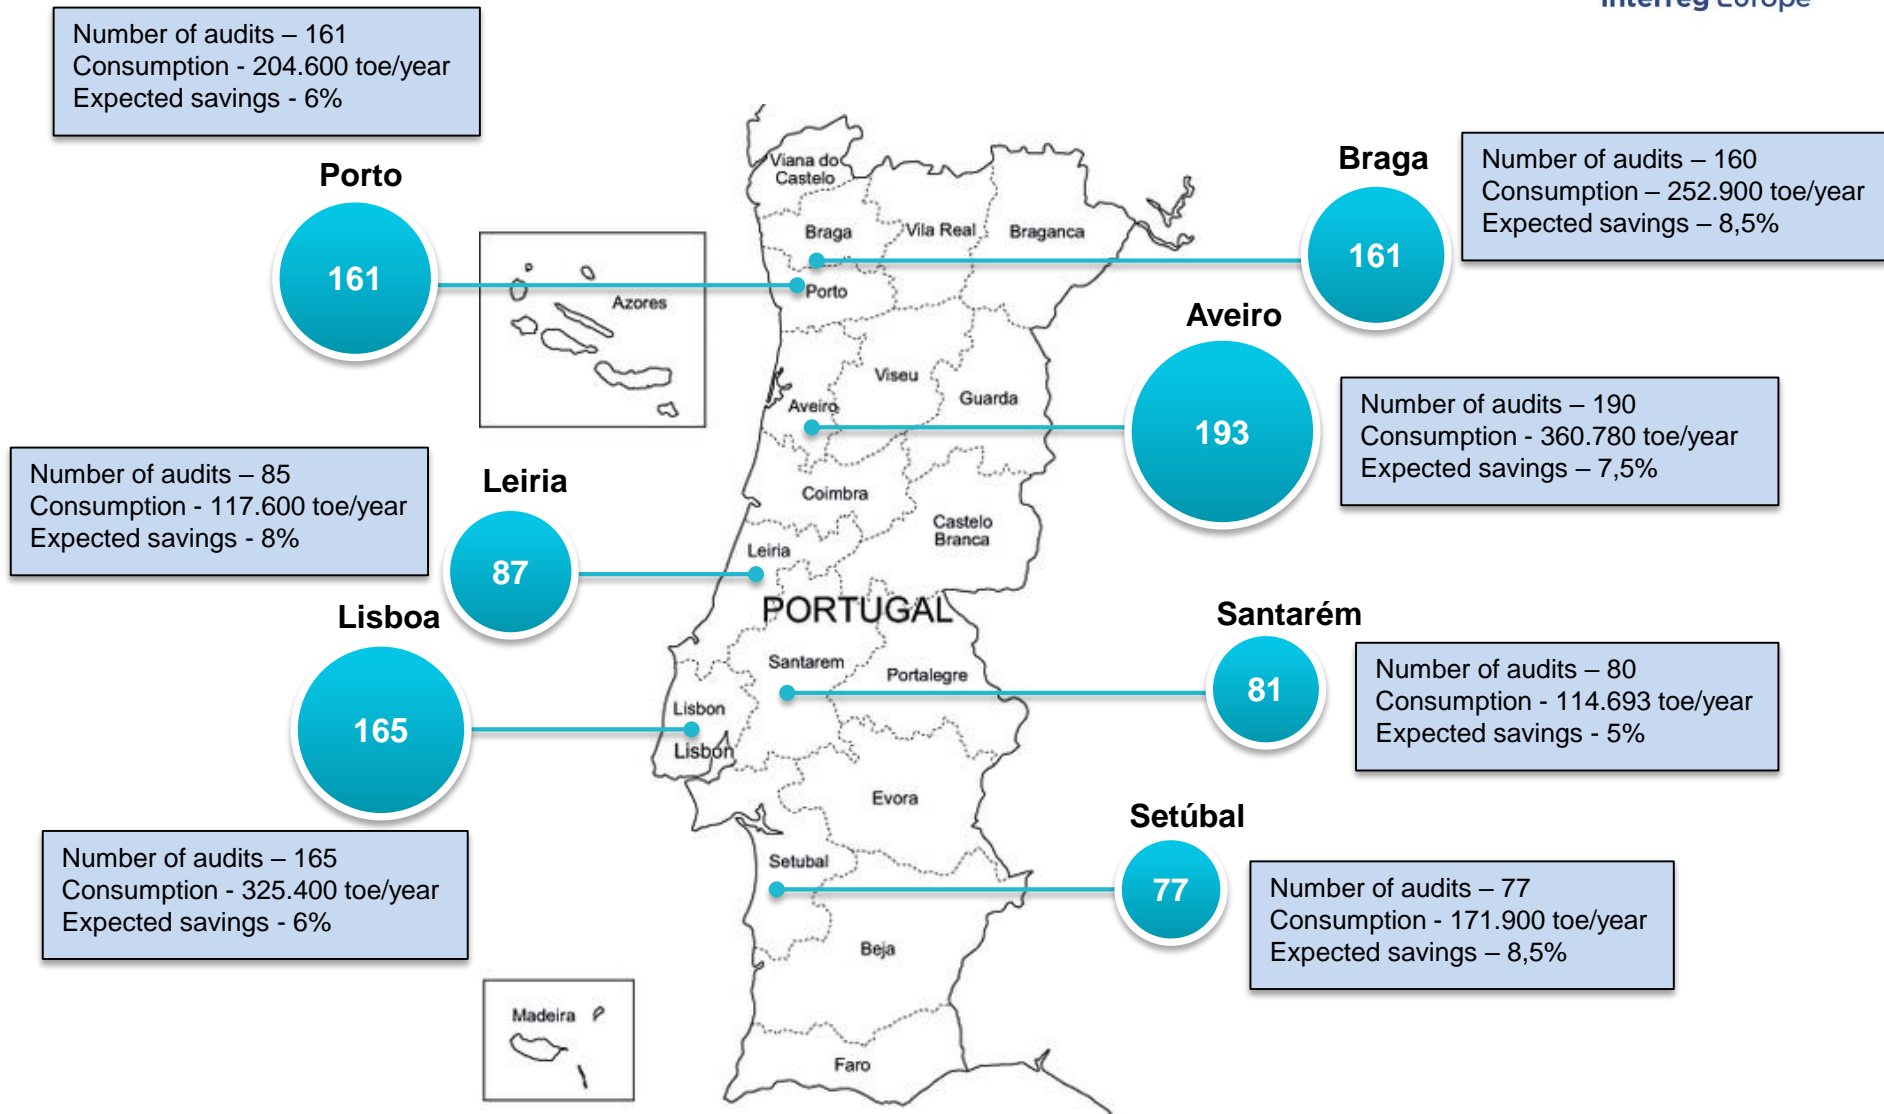 Interreg Europe
Number of audits – 161
Consumption - 204.600 toe/year
Expected savings - 6%
Porto
161
Braga
161
Number of audits – 160
Consumption – 252.900 toe/year
Expected savings – 8,5%
Viana do
Castelo
Braga
Vila Real
Braganca
Porto
Azores
Aveiro
193
Number of audits – 190
Consumption - 360.780 toe/year
Expected savings – 7,5%
Viseu
Guarda
Aveiro
Coimbra
Castelo
Branca
Number of audits – 85
Consumption - 117.600 toe/year
Expected savings - 8%
Leiria
87
Leiria
PORTUGAL
Lisboa
165
Santarém
81
Number of audits – 80
Consumption - 114.693 toe/year
Expected savings - 5%
Santarem
Portalegre
Lisbon
Lisbon
Evora
Number of audits – 165
Consumption - 325.400 toe/year
Expected savings - 6%
Setúbal
77
Number of audits – 77
Consumption - 171.900 toe/year
Expected savings – 8,5%
Setubal
Beja
Madeira
Faro